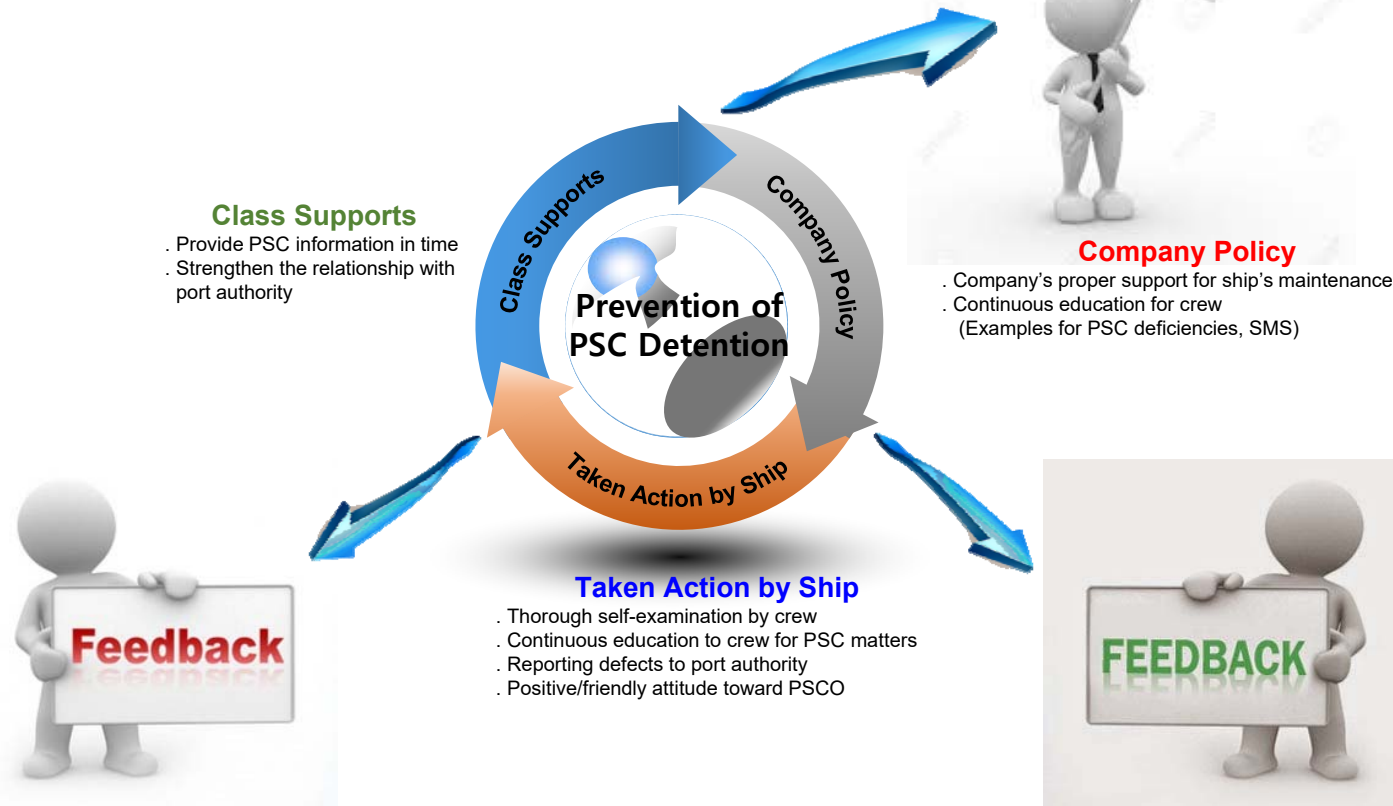 Class Supports
. Provide PSC information in time
. Strengthen the relationship with
port authority
Class Supports
Company Policy
Taken Action by Ship
Prevention of
PSC Detention
Company Policy
. Company’s proper support for ship’s maintenance
. Continuous education for crew
(Examples for PSC deficiencies, SMS)
Taken Action by Ship
. Thorough self-examination by crew
. Continuous education to crew for PSC matters
. Reporting defects to port authority
. Positive/friendly attitude toward PSCO
Feedback
FEEDBACK